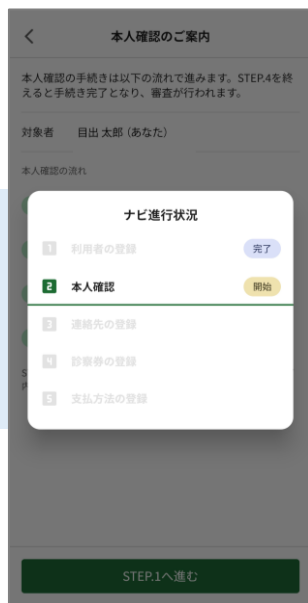 本人確認のご案内
本人確認の手続きは以下の流れで進みます。STEP.4を終
えると手続き完了となり、審査が行われます。
対象者 目出 太郎（あなた）
本人確認の流れ
ナビ進行状況
1 利用者の登録 完了
2 本人確認 開始
3 連絡先の登録
4 診察券の登録
5 支払方法の登録
STEP.1へ進む